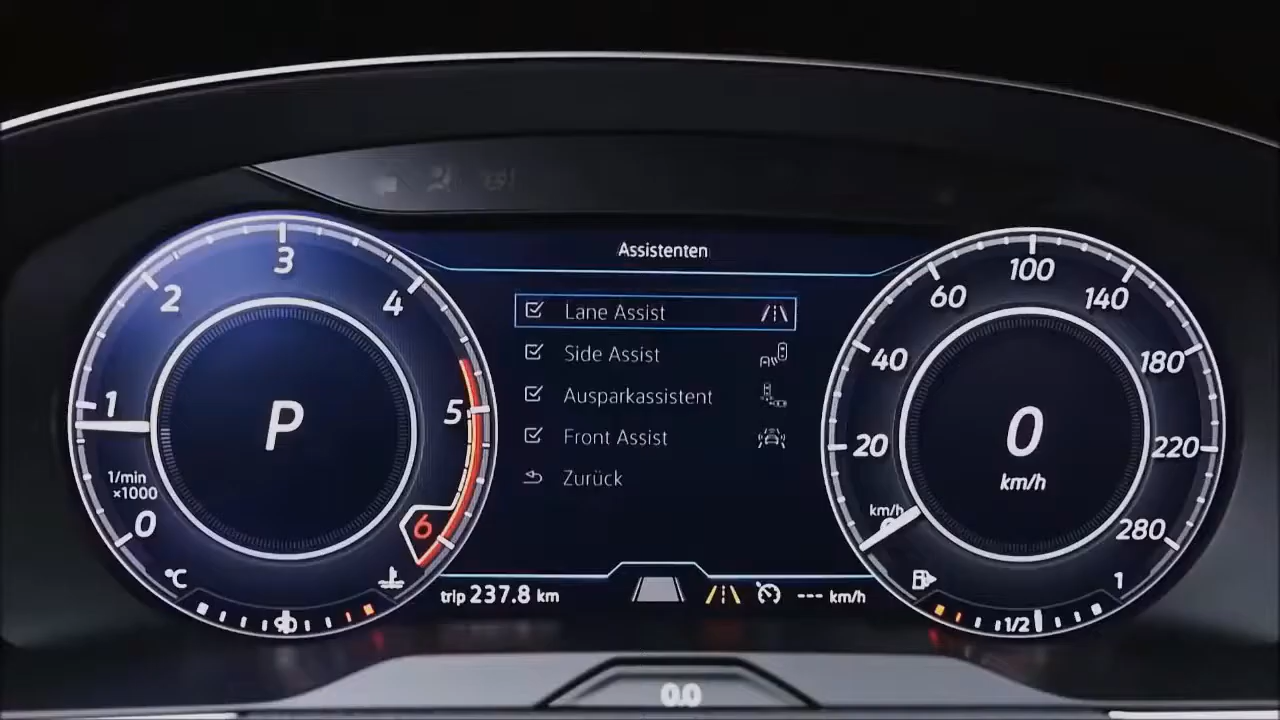 Assistenten
3
2
4
1
5
P
1/min
×1000
0
6
°C
90
Lane Assist
Side Assist
Ausparkassistent
Front Assist
Zurück
100
60
140
40
180
20
220
0
km/h
km/h
280
1
1/2
trip 237.8 km
--- km/h
0.0